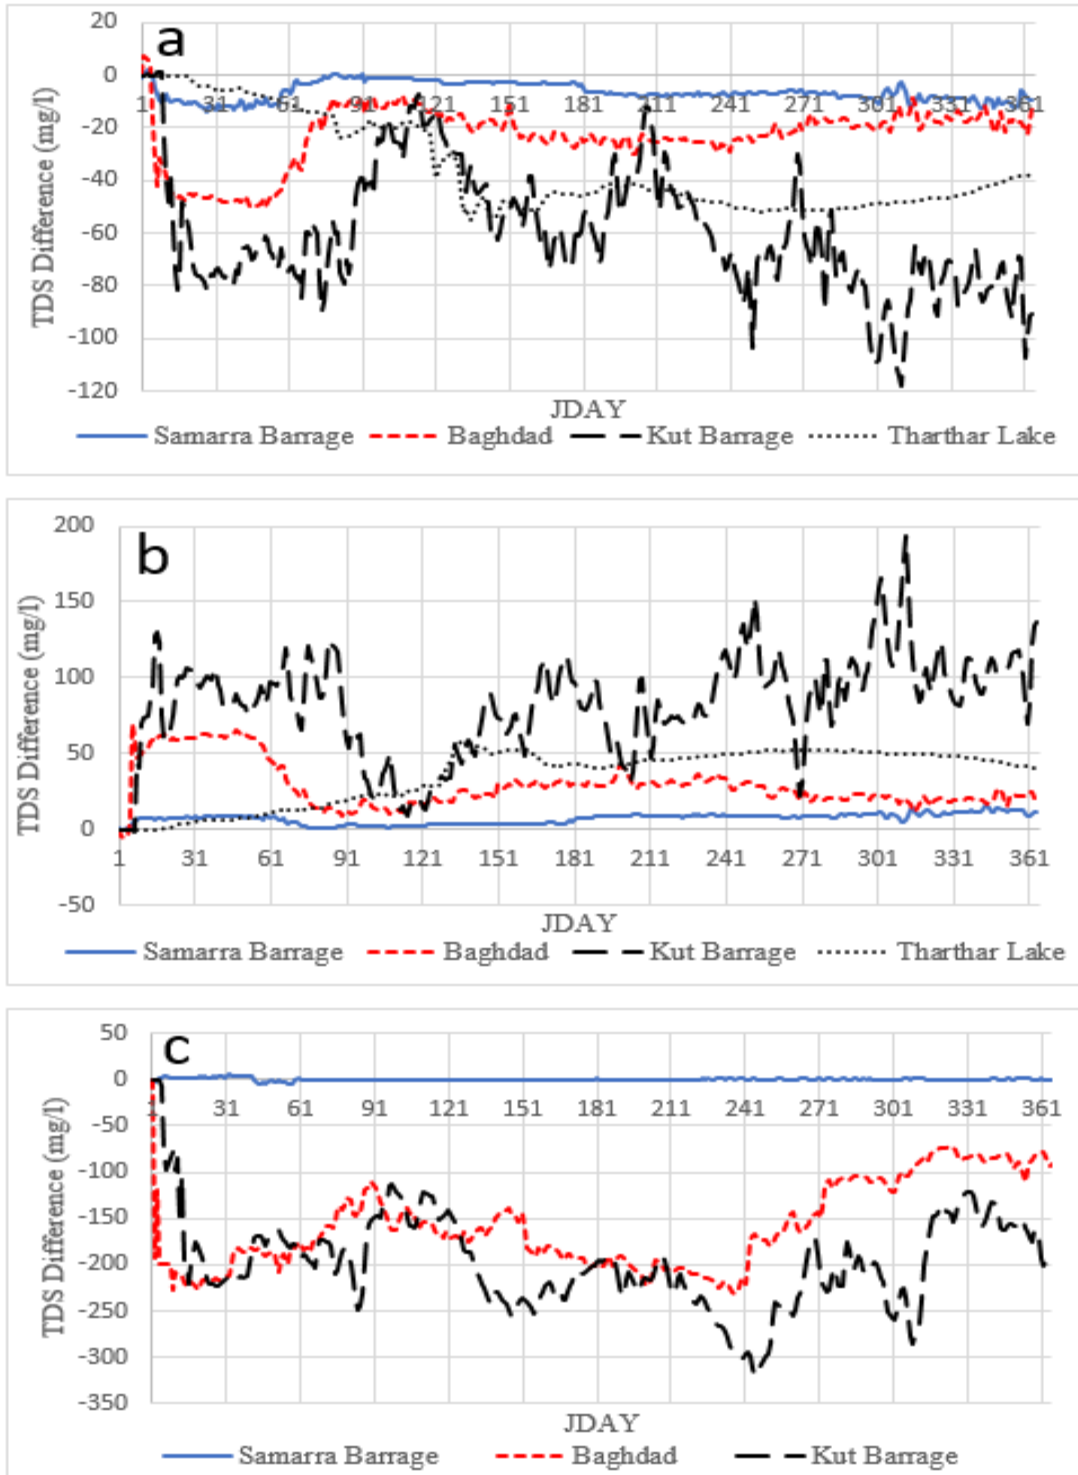 a
20
0
-20
-40
-60
-80
-100
-120
TDS Difference (mg/l)
1 31 61 91 121 151 181 211 241 271 301 331 361
JDAY
Samarra Barrage Baghdad Kut Barrage Tharthar Lake
b
200
150
100
50
0
-50
TDS Difference (mg/l)
1 31 61 91 121 151 181 211 241 271 301 331 361
JDAY
Samarra Barrage Baghdad Kut Barrage Tharthar Lake
c
50
0
-50
-100
-150
-200
-250
-300
-350
TDS Difference (mg/l)
1 31 61 91 121 151 181 211 241 271 301 331 361
JDAY
Samarra Barrage Baghdad Kut Barrage